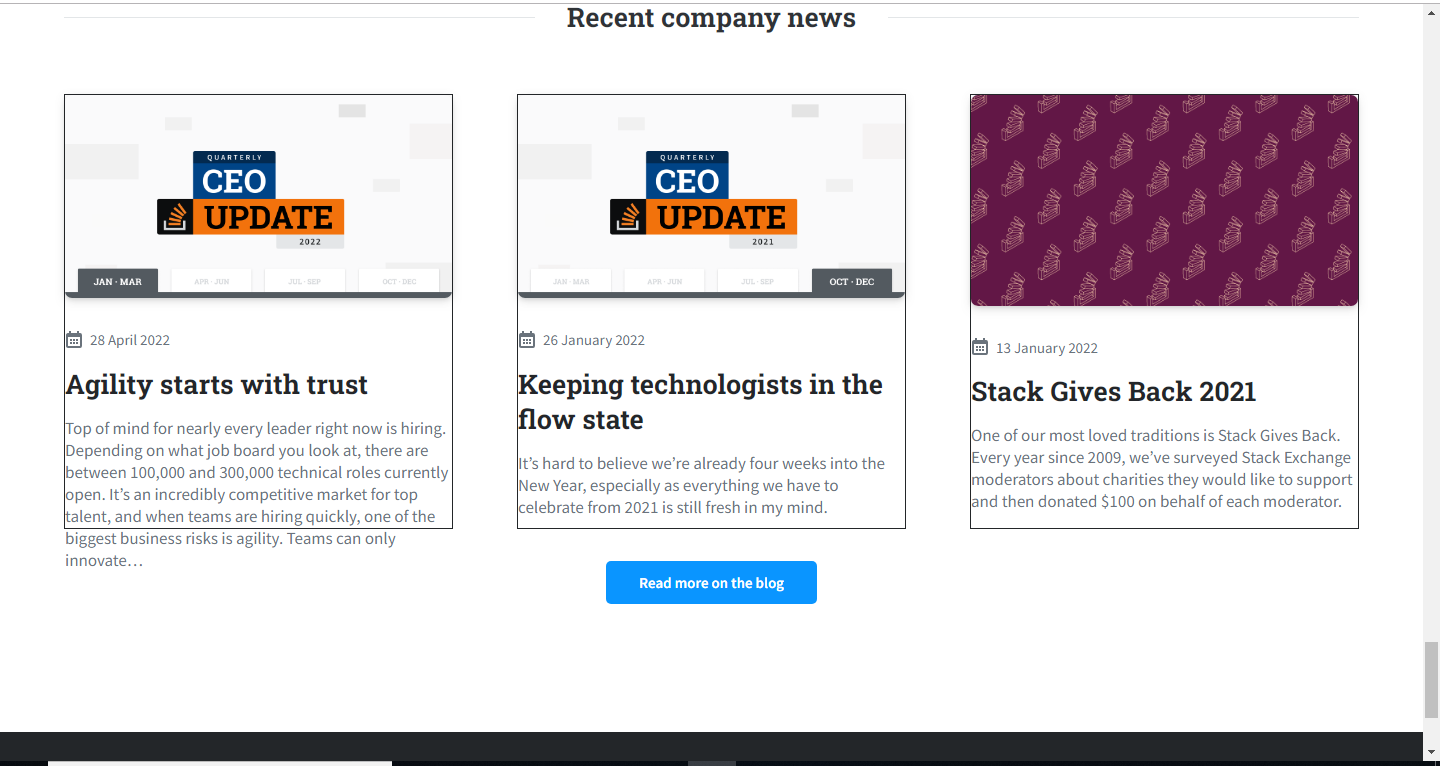 Recent company news
QUARTERLY
CEO
UPDATE
2022
JAN · MAR
APR · JUN
JUL · SEP
OCT · DEC
28 April 2022
Agility starts with trust
Top of mind for nearly every leader right now is hiring.
Depending on what job board you look at, there are
between 100,000 and 300,000 technical roles currently
open. It’s an incredibly competitive market for top
talent, and when teams are hiring quickly, one of the
biggest business risks is agility. Teams can only
innovate…
QUARTERLY
CEO
UPDATE
2021
JAN · MAR
APR · JUN
JUL · SEP
OCT · DEC
26 January 2022
Keeping technologists in the
flow state
It’s hard to believe we’re already four weeks into the
New Year, especially as everything we have to
celebrate from 2021 is still fresh in my mind.
13 January 2022
Stack Gives Back 2021
One of our most loved traditions is Stack Gives Back.
Every year since 2009, we’ve surveyed Stack Exchange
moderators about charities they would like to support
and then donated $100 on behalf of each moderator.
Read more on the blog